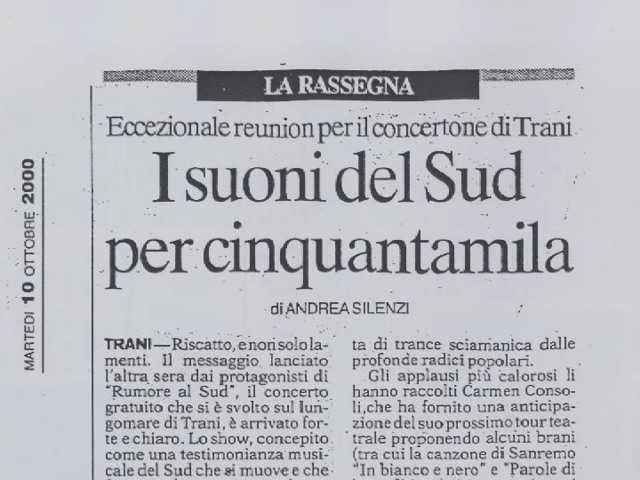 LA RASSEGNA
Eccezionale reunion per il concertone di Trani
I suoni del Sud
per cinquantamila
di ANDREA SILENZI
MARTEDÌ 10 OTTOBRE 2000
TRANI — Riscatto, e non solo la-
menti. Il messaggio lanciato
l'altra sera dai protagonisti di
"Rumore al Sud", il concerto
gratuito che si è svolto sul lun-
gomare di Trani, è arrivato for-
te e chiaro. Lo show, concepito
come una testimonianza musi-
cale del Sud che si muove e che
ta di trance sciamanica dalle
profonde radici popolari.
Gli applausi più calorosi li
hanno raccolti Carmen Conso-
li, che ha fornito una anticipa-
zione del suo prossimo tour tea-
trale proponendo alcuni brani
(tra cui la canzone di Sanremo
"In bianco e nero" e "Parole di